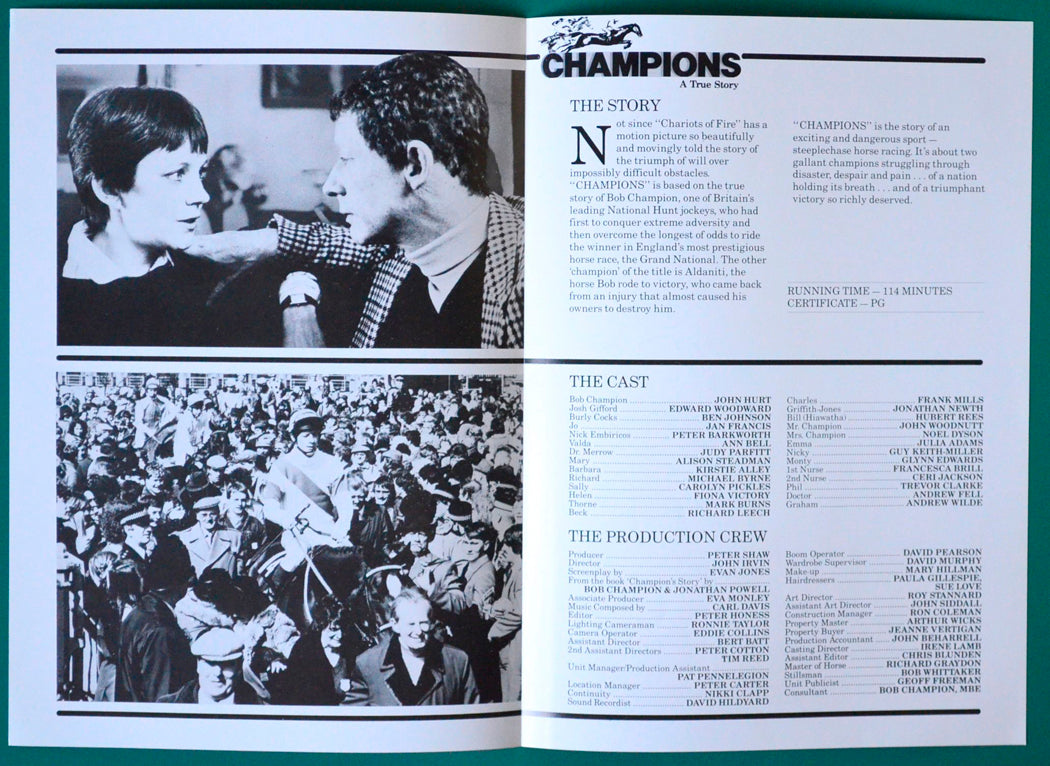 CHAMPIONS
A True Story
THE STORY
Not since "Chariots of Fire" has a
motion picture so beautifully
and movingly told the story of
the triumph of will over
impossibly difficult obstacles.
"CHAMPIONS" is based on the true
story of Bob Champion, one of Britain's
leading National Hunt jockeys, who had
first to conquer extreme adversity and
then overcome the longest of odds to ride
the winner in England's most prestigious
horse race, the Grand National. The other
'champion' of the title is Aldaniti, the
horse Bob rode to victory, who came back
from an injury that almost caused his
owners to destroy him.
"CHAMPIONS" is the story of an
exciting and dangerous sport —
steeplechase horse racing. It's about two
gallant champions struggling through
disaster, despair and pain . . . of a nation
holding its breath . . . and of a triumphant
victory so richly deserved.
RUNNING TIME — 114 MINUTES
CERTIFICATE — PG
THE CAST
Bob Champion JOHN HURT
Josh Gifford EDWARD WOODWARD
Burly Cocks BEN JOHNSON
Jo JAN FRANCIS
Nick Embiricos PETER BARKWORTH
Valda ANN BELL
Dr. Merrow JUDY PARFITT
Mary ALISON STEADMAN
Barbara KIRSTIE ALLEY
Richard MICHAEL BYRNE
Sally CAROLYN PICKLES
Helen FIONA VICTORY
Thorne MARK BURNS
Beck RICHARD LEECH
Charles FRANK MILLS
Griffith-Jones JONATHAN NEWTH
Bill (Hiawatha) HUBERT REES
Mr. Champion JOHN WOODNUTT
Mrs. Champion NOEL DYSON
Emma JULIA ADAMS
Nicky GUY KEITH-MILLER
Monty GLYNN EDWARDS
1st Nurse FRANCESCA BRILL
2nd Nurse CERI JACKSON
Phil TREVOR CLARKE
Doctor ANDREW FELL
Graham ANDREW WILDE
THE PRODUCTION CREW
Producer PETER SHAW
Director JOHN IRVIN
Screenplay by EVAN JONES
From the book 'Champion's Story' by
BOB CHAMPION & JONATHAN POWELL
Associate Producer EVA MONLEY
Music Composed by CARL DAVIS
Editor PETER HONESS
Lighting Cameraman RONNIE TAYLOR
Camera Operator EDDIE COLLINS
Assistant Director BERT BATT
2nd Assistant Directors PETER COTTON
TIM REED
Unit Manager/Production Assistant
PAT PENNELEGION
Location Manager PETER CARTER
Continuity NIKKI CLAPP
Sound Recordist DAVID HILDYARD
Boom Operator DAVID PEARSON
Wardrobe Supervisor DAVID MURPHY
Make-up MARY HILLMAN
Hairdressers PAULA GILLESPIE,
SUE LOVE
Art Director ROY STANNARD
Assistant Art Director JOHN SIDDALL
Construction Manager RON COLEMAN
Property Master ARTHUR WICKS
Property Buyer JEANNE VERTIGAN
Production Accountant JOHN BEHARRELL
Casting Director IRENE LAMB
Assistant Editor CHRIS BLUNDEN
Master of Horse RICHARD GRAYDON
Stillsman BOB WHITTAKER
Unit Publicist GEOFF FREEMAN
Consultant BOB CHAMPION, MBE